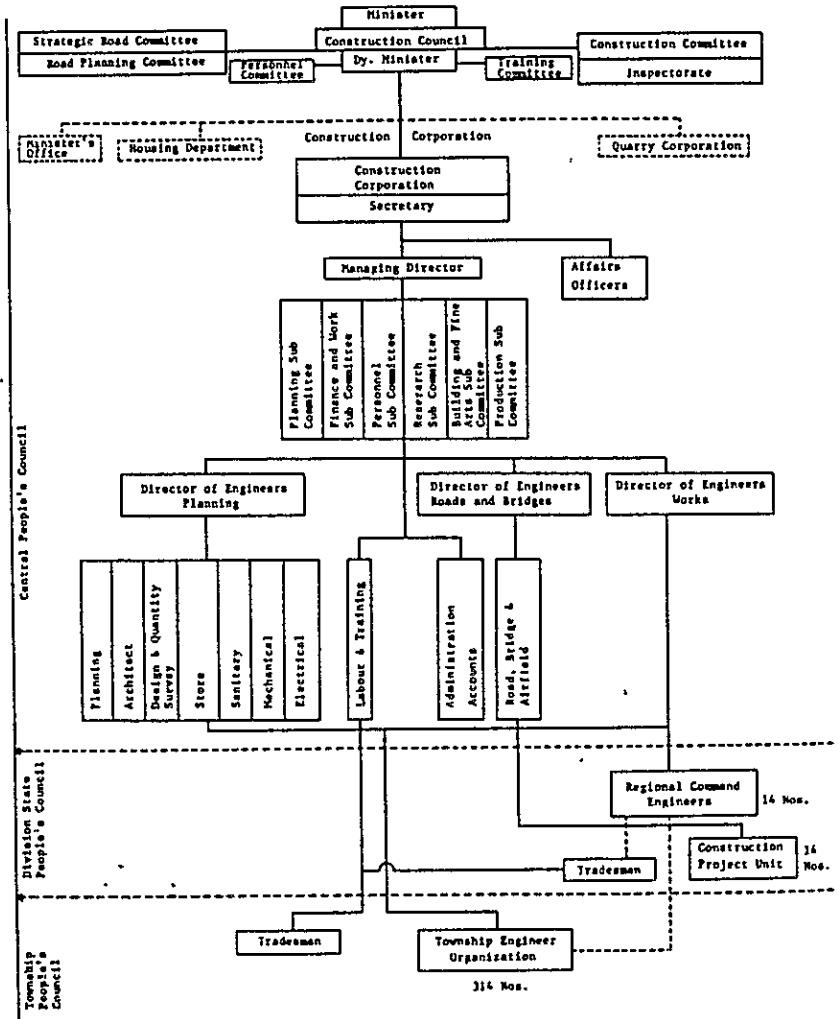 Minister
Strategic Road Committee
Construction Council
Construction Committee
Road Planning Committee
Personnel
Committee
Dy. Minister
Training
Committee
Inspectorate
Minister's
Office
Housing Department
Construction Corporation
Quarry Corporation
Construction
Corporation
Secretary
Managing Director
Affairs
Officers
Planning Sub
Committee
Finance and Work
Sub Committee
Personnel
Sub Committee
Research
Sub Committee
Building and Fine
Arts Sub
Committee
Production Sub
Committee
Central People's Council
Director of Engineers
Planning
Director of Engineers
Roads and Bridges
Director of Engineers
Works
Planning
Architect
Design & Quantity
Survey
Store
Sanitary
Mechanical
Electrical
Labour & Training
Administration
Accounts
Road, Bridge &
Airfield
Division State
People's Council
Regional Command
Engineers
14 Nos.
Construction
Project Unit
14
Nos.
Tradesman
Township
People's
Council
Tradesman
Township Engineer
Organization
314 Nos.